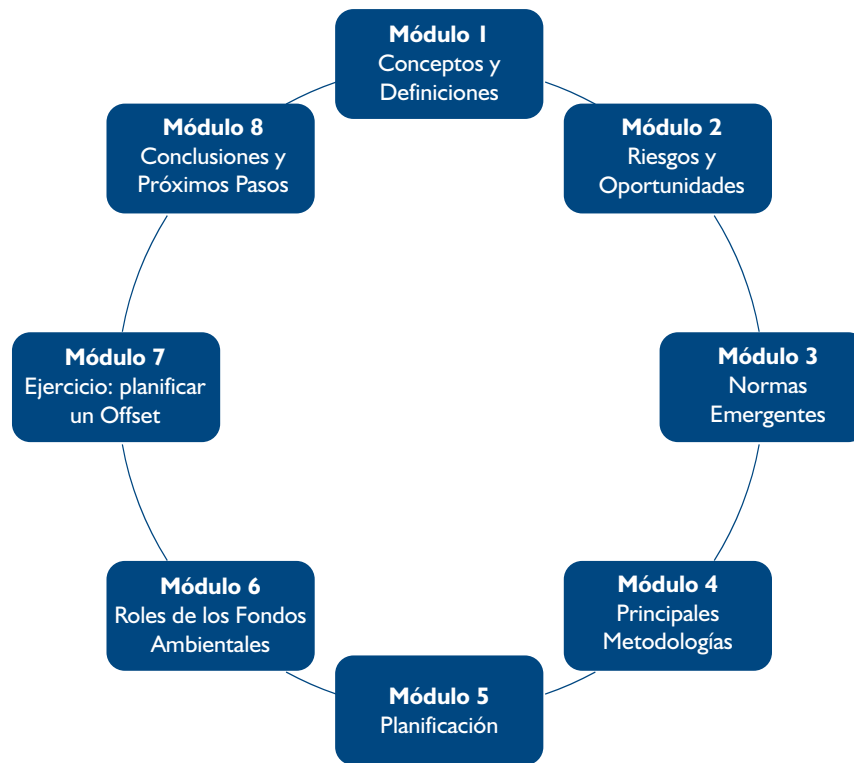 Módulo 1
Conceptos y
Definiciones
Módulo 2
Riesgos y
Oportunidades
Módulo 3
Normas
Emergentes
Módulo 4
Principales
Metodologías
Módulo 5
Planificación
Módulo 6
Roles de los Fondos
Ambientales
Módulo 7
Ejercicio: planificar
un Offset
Módulo 8
Conclusiones y
Próximos Pasos